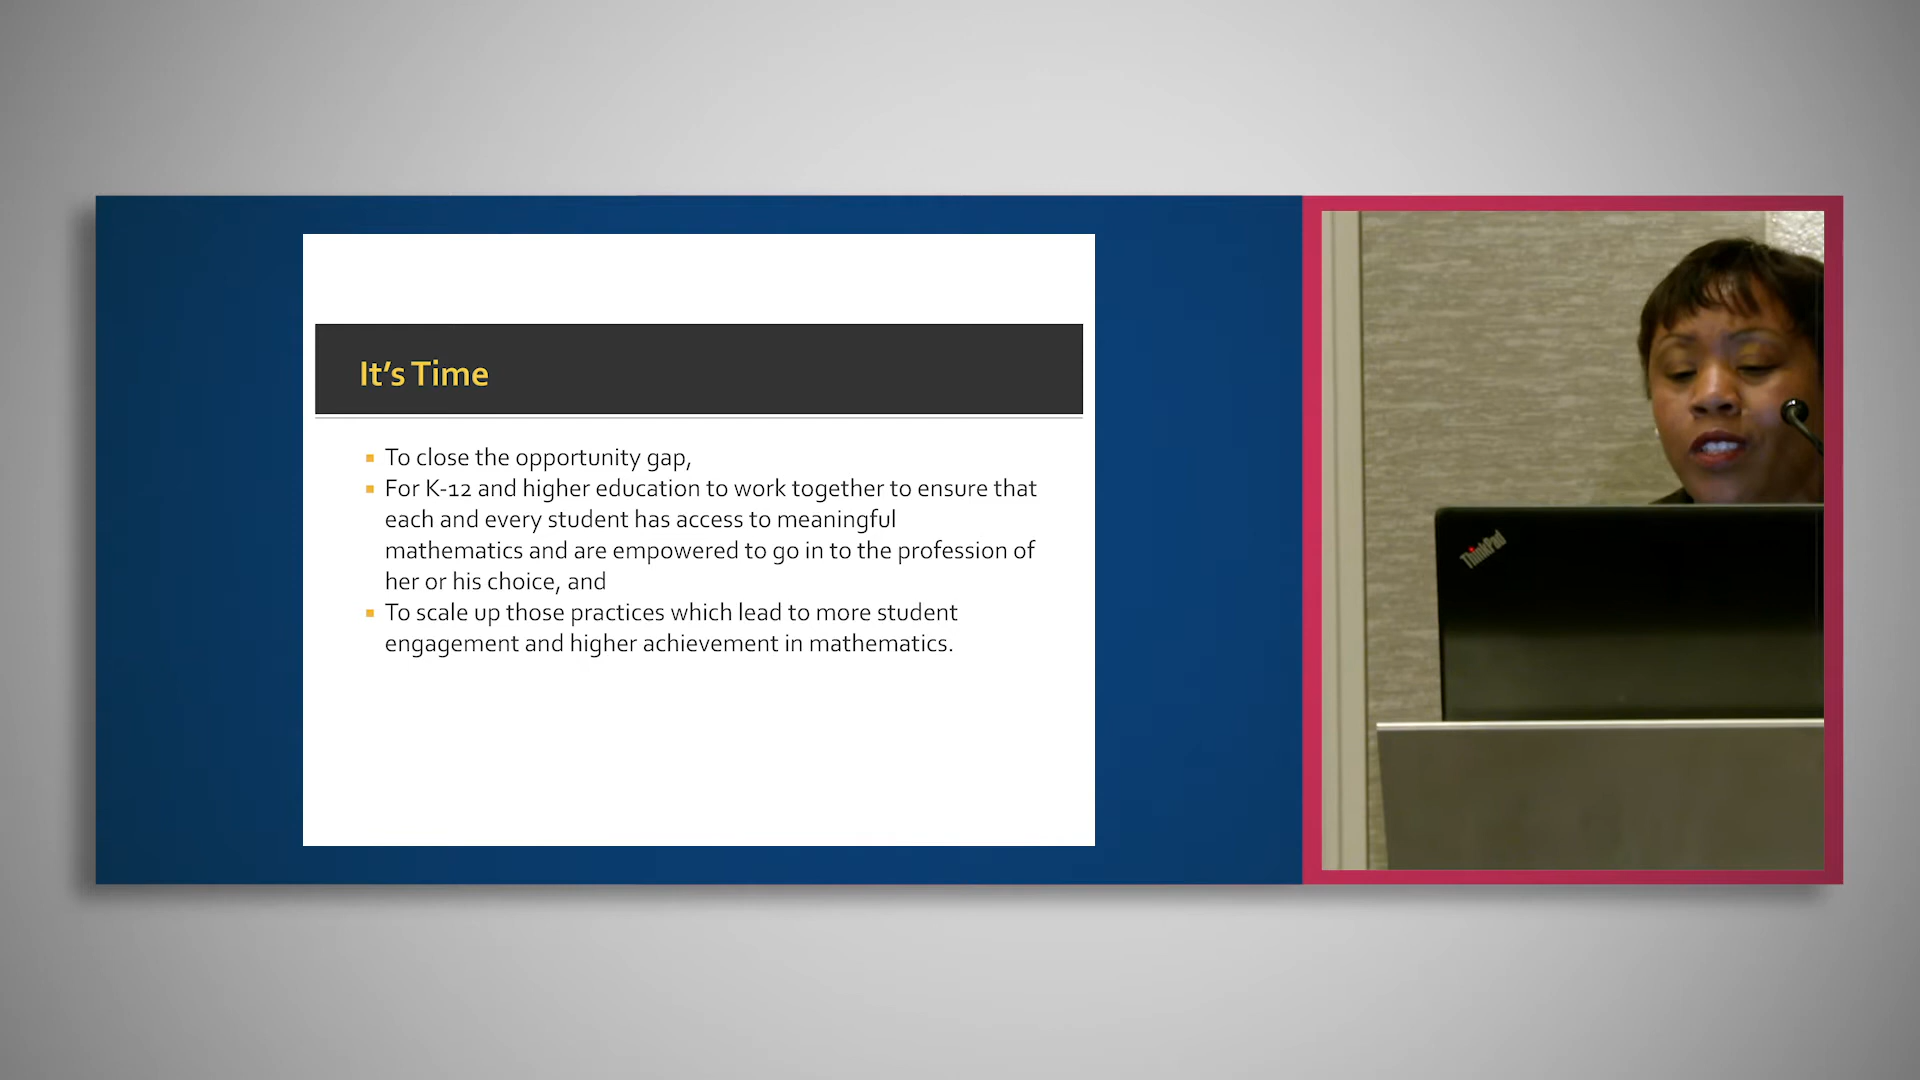 It's Time
To close the opportunity gap,
For K-12 and higher education to work together to ensure that
each and every student has access to meaningful
mathematics and are empowered to go in to the profession of
her or his choice, and
To scale up those practices which lead to more student
engagement and higher achievement in mathematics.
ThinkPad